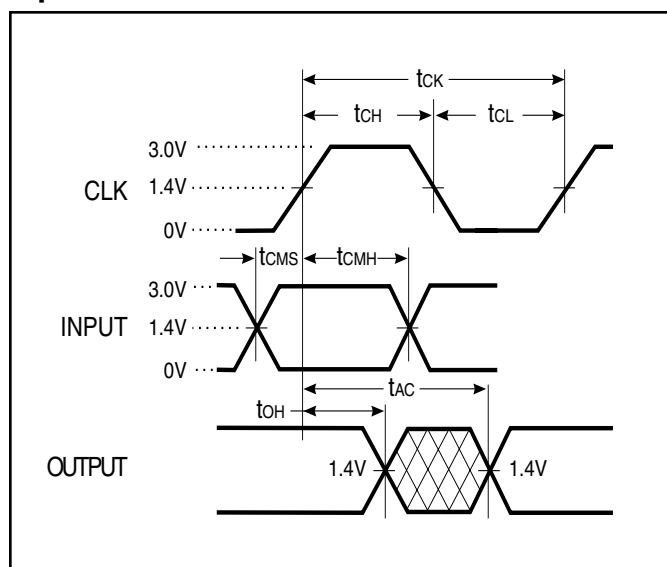 tCK
tCH tCL
3.0V
CLK 1.4V
0V
tCMS tCMH
3.0V
INPUT 1.4V
0V
tAC
tOH
OUTPUT 1.4V 1.4V